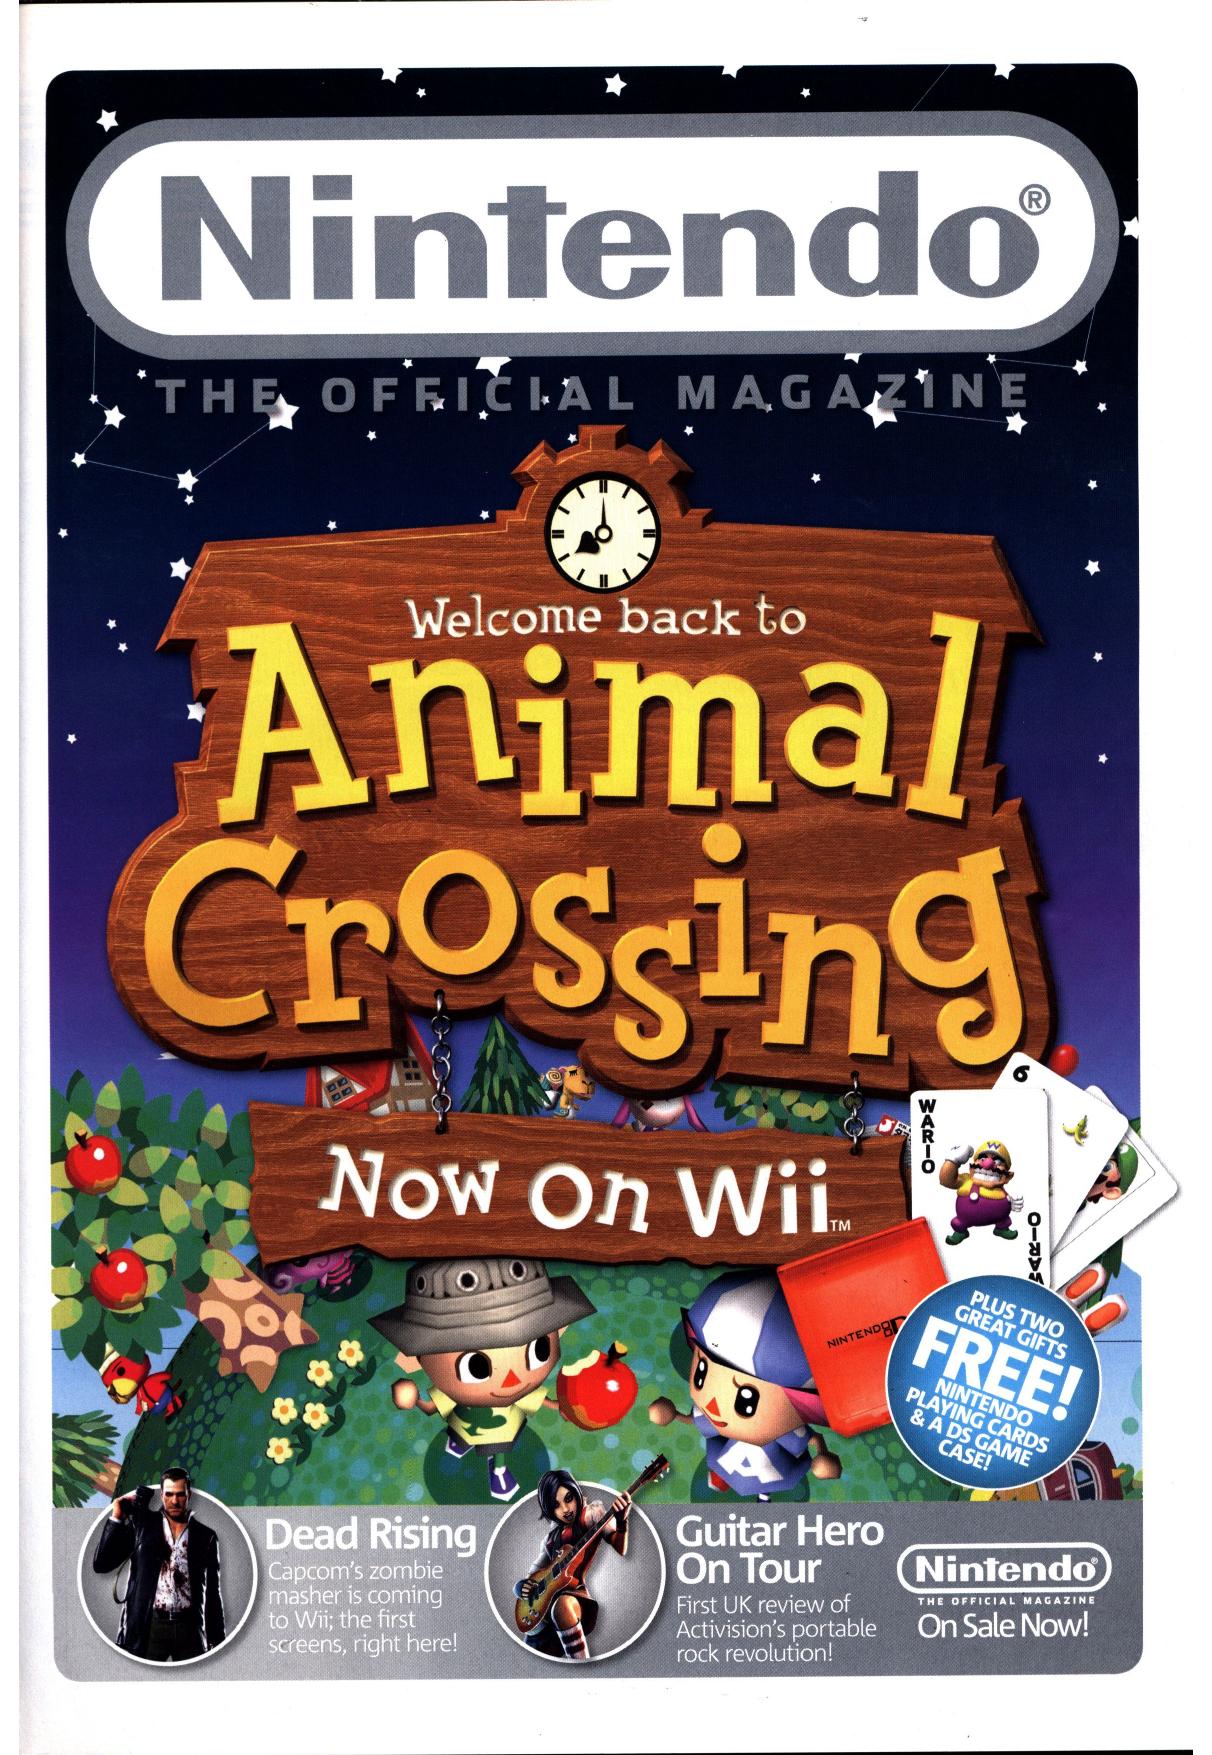 Nintendo®
THE OFFICIAL MAGAZINE
Welcome back to
Animal
Crossing
Now On Wii™
6
WARIO
WARIO
NINTENDO DS
PLUS TWO
GREAT GIFTS
FREE!
NINTENDO
PLAYING CARDS
& A DS GAME
CASE!
A
Dead Rising
Capcom's zombie
masher is coming
to Wii; the first
screens, right here!
Guitar Hero
On Tour
First UK review of
Activision's portable
rock revolution!
Nintendo®
THE OFFICIAL MAGAZINE
On Sale Now!